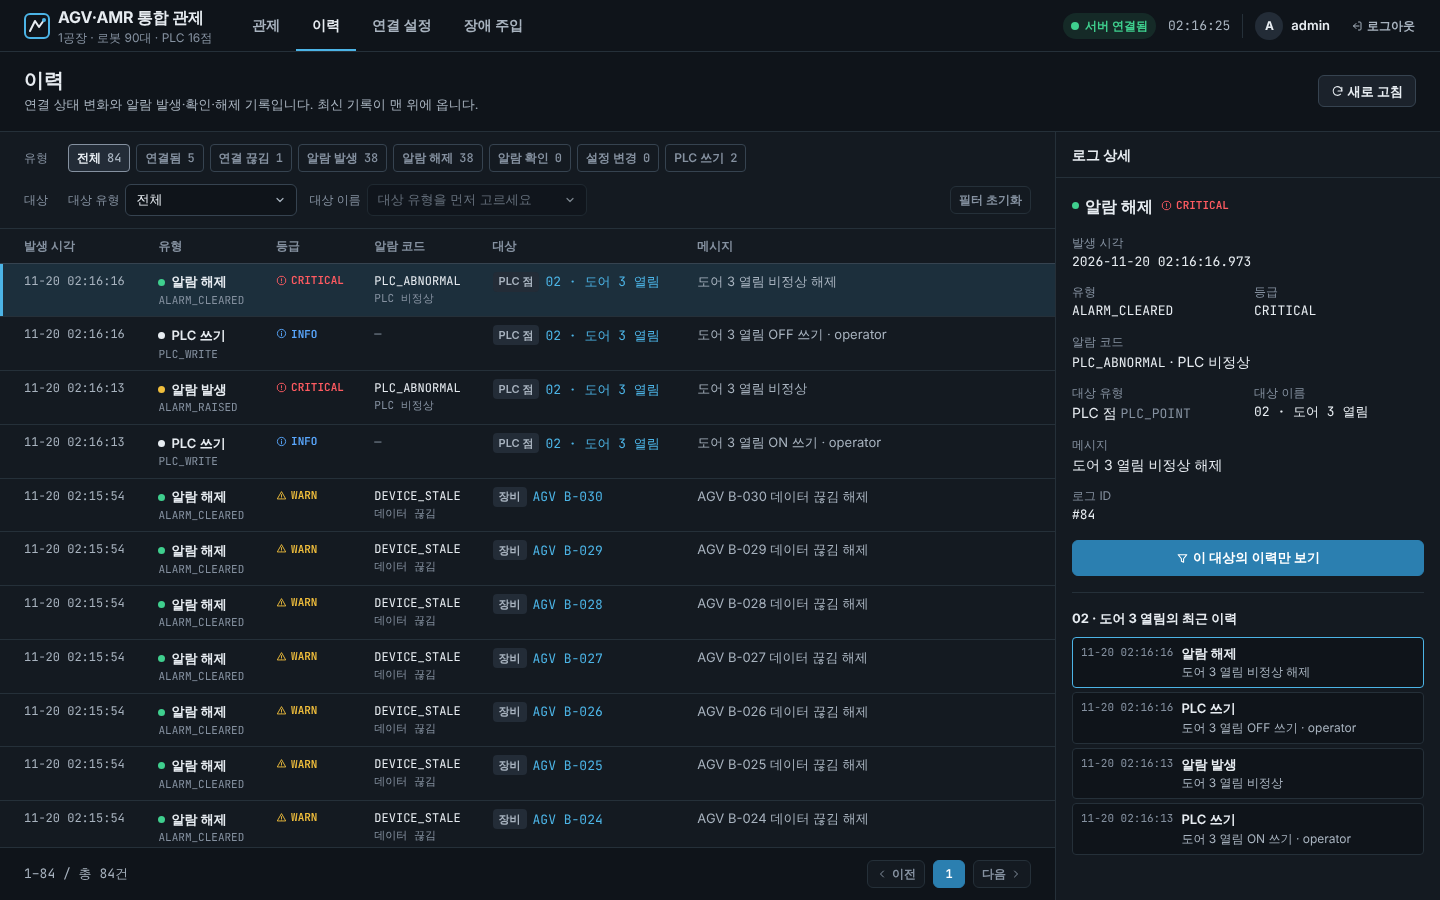 AGV·AMR 통합 관제
1공장 · 로봇 90대 · PLC 16점
관제 이력 연결 설정 장애 주입
서버 연결됨 02:16:25 A admin 로그아웃
이력
연결 상태 변화와 알람 발생·확인·해제 기록입니다. 최신 기록이 맨 위에 옵니다.
새로 고침
유형 전체 84 연결됨 5 연결 끊김 1 알람 발생 38 알람 해제 38 알람 확인 0 설정 변경 0 PLC 쓰기 2
대상 대상 유형 전체 대상 이름 대상 유형을 먼저 고르세요 필터 초기화
발생 시각 유형 등급 알람 코드 대상 메시지
11-20 02:16:16 알람 해제 CRITICAL PLC_ABNORMAL PLC 점 02 · 도어 3 열림 도어 3 열림 비정상 해제
ALARM_CLEARED PLC 비정상
11-20 02:16:16 PLC 쓰기 INFO — PLC 점 02 · 도어 3 열림 도어 3 열림 OFF 쓰기 · operator
PLC_WRITE
11-20 02:16:13 알람 발생 CRITICAL PLC_ABNORMAL PLC 점 02 · 도어 3 열림 도어 3 열림 비정상
ALARM_RAISED PLC 비정상
11-20 02:16:13 PLC 쓰기 INFO — PLC 점 02 · 도어 3 열림 도어 3 열림 ON 쓰기 · operator
PLC_WRITE
11-20 02:15:54 알람 해제 WARN DEVICE_STALE 장비 AGV B-030 AGV B-030 데이터 끊김 해제
ALARM_CLEARED 데이터 끊김
11-20 02:15:54 알람 해제 WARN DEVICE_STALE 장비 AGV B-029 AGV B-029 데이터 끊김 해제
ALARM_CLEARED 데이터 끊김
11-20 02:15:54 알람 해제 WARN DEVICE_STALE 장비 AGV B-028 AGV B-028 데이터 끊김 해제
ALARM_CLEARED 데이터 끊김
11-20 02:15:54 알람 해제 WARN DEVICE_STALE 장비 AGV B-027 AGV B-027 데이터 끊김 해제
ALARM_CLEARED 데이터 끊김
11-20 02:15:54 알람 해제 WARN DEVICE_STALE 장비 AGV B-026 AGV B-026 데이터 끊김 해제
ALARM_CLEARED 데이터 끊김
11-20 02:15:54 알람 해제 WARN DEVICE_STALE 장비 AGV B-025 AGV B-025 데이터 끊김 해제
ALARM_CLEARED 데이터 끊김
11-20 02:15:54 알람 해제 WARN DEVICE_STALE 장비 AGV B-024 AGV B-024 데이터 끊김 해제
ALARM_CLEARED 데이터 끊김
1–84 / 총 84건 이전 1 다음
로그 상세
알람 해제 CRITICAL
발생 시각
2026-11-20 02:16:16.973
유형 등급
ALARM_CLEARED CRITICAL
알람 코드
PLC_ABNORMAL · PLC 비정상
대상 유형 대상 이름
PLC 점 PLC_POINT 02 · 도어 3 열림
메시지
도어 3 열림 비정상 해제
로그 ID
#84
이 대상의 이력만 보기
02 · 도어 3 열림의 최근 이력
11-20 02:16:16 알람 해제
도어 3 열림 비정상 해제
11-20 02:16:16 PLC 쓰기
도어 3 열림 OFF 쓰기 · operator
11-20 02:16:13 알람 발생
도어 3 열림 비정상
11-20 02:16:13 PLC 쓰기
도어 3 열림 ON 쓰기 · operator